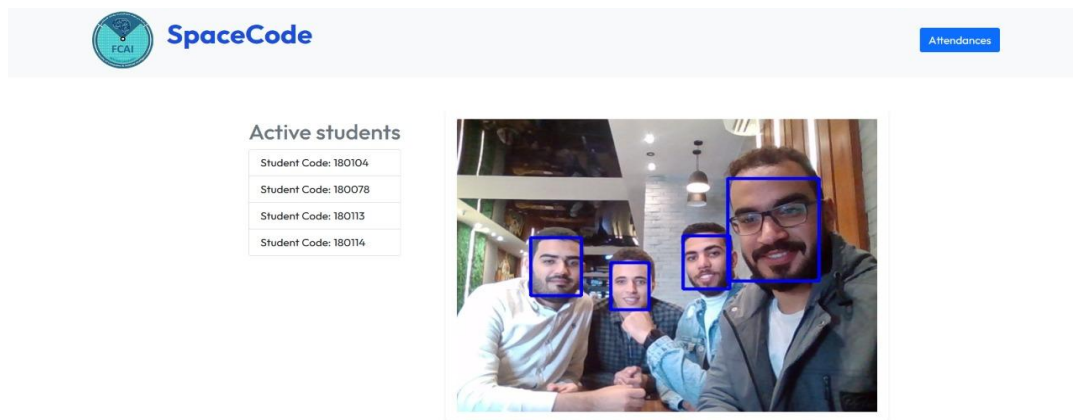 FCAI
SpaceCode
Attendances
Active students
Student Code: 180104
Student Code: 180078
Student Code: 180113
Student Code: 180114